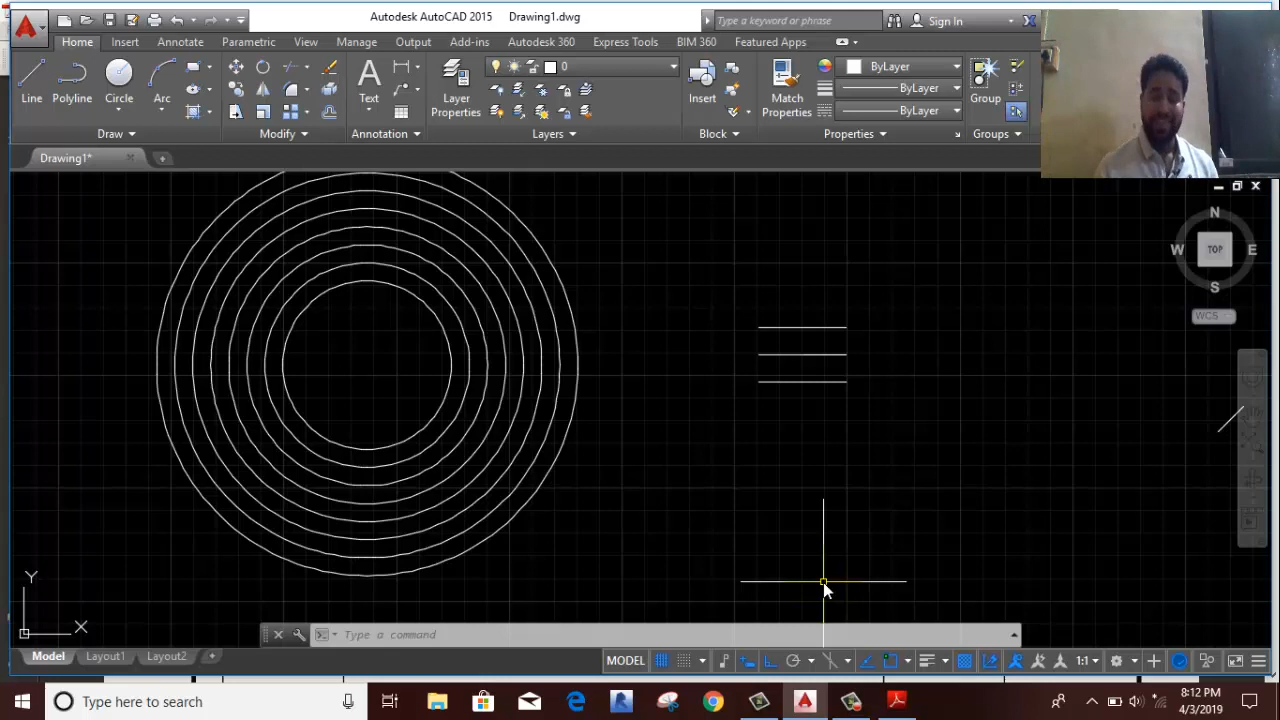 Autodesk AutoCAD 2015 Drawing1.dwg
Type a keyword or phrase
Sign In
Home Insert Annotate Parametric View Manage Output Add-ins Autodesk 360 Express Tools BIM 360 Featured Apps
Line Polyline Circle Arc
Text
Layer Properties
0
Insert
Match Properties
ByLayer
ByLayer
ByLayer
Group
Draw Modify Annotation Layers Block Properties Groups
Drawing1*
N
W TOP E
S
WCS
Y
X
Type a command
Model Layout1 Layout2
MODEL 1:1
Type here to search
8:12 PM
4/3/2019